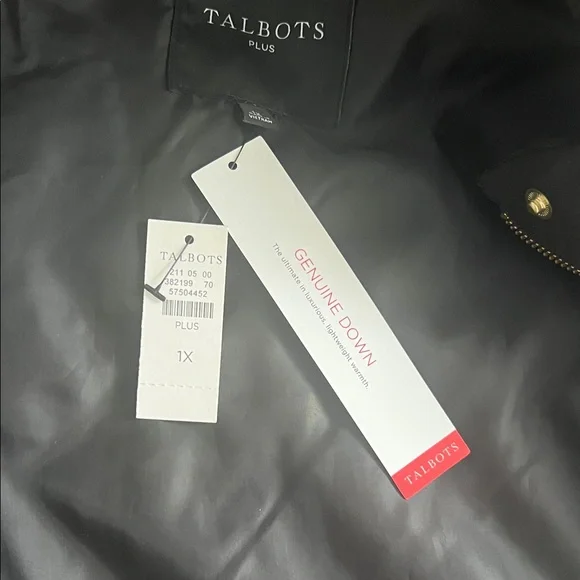 TALBOTS
PLUS
VIETNAM
TALBOTS
211 05 00
382199 70
57504452
PLUS
1X
GENUINE DOWN
The ultimate in luxurious, lightweight warmth.
TALBOTS